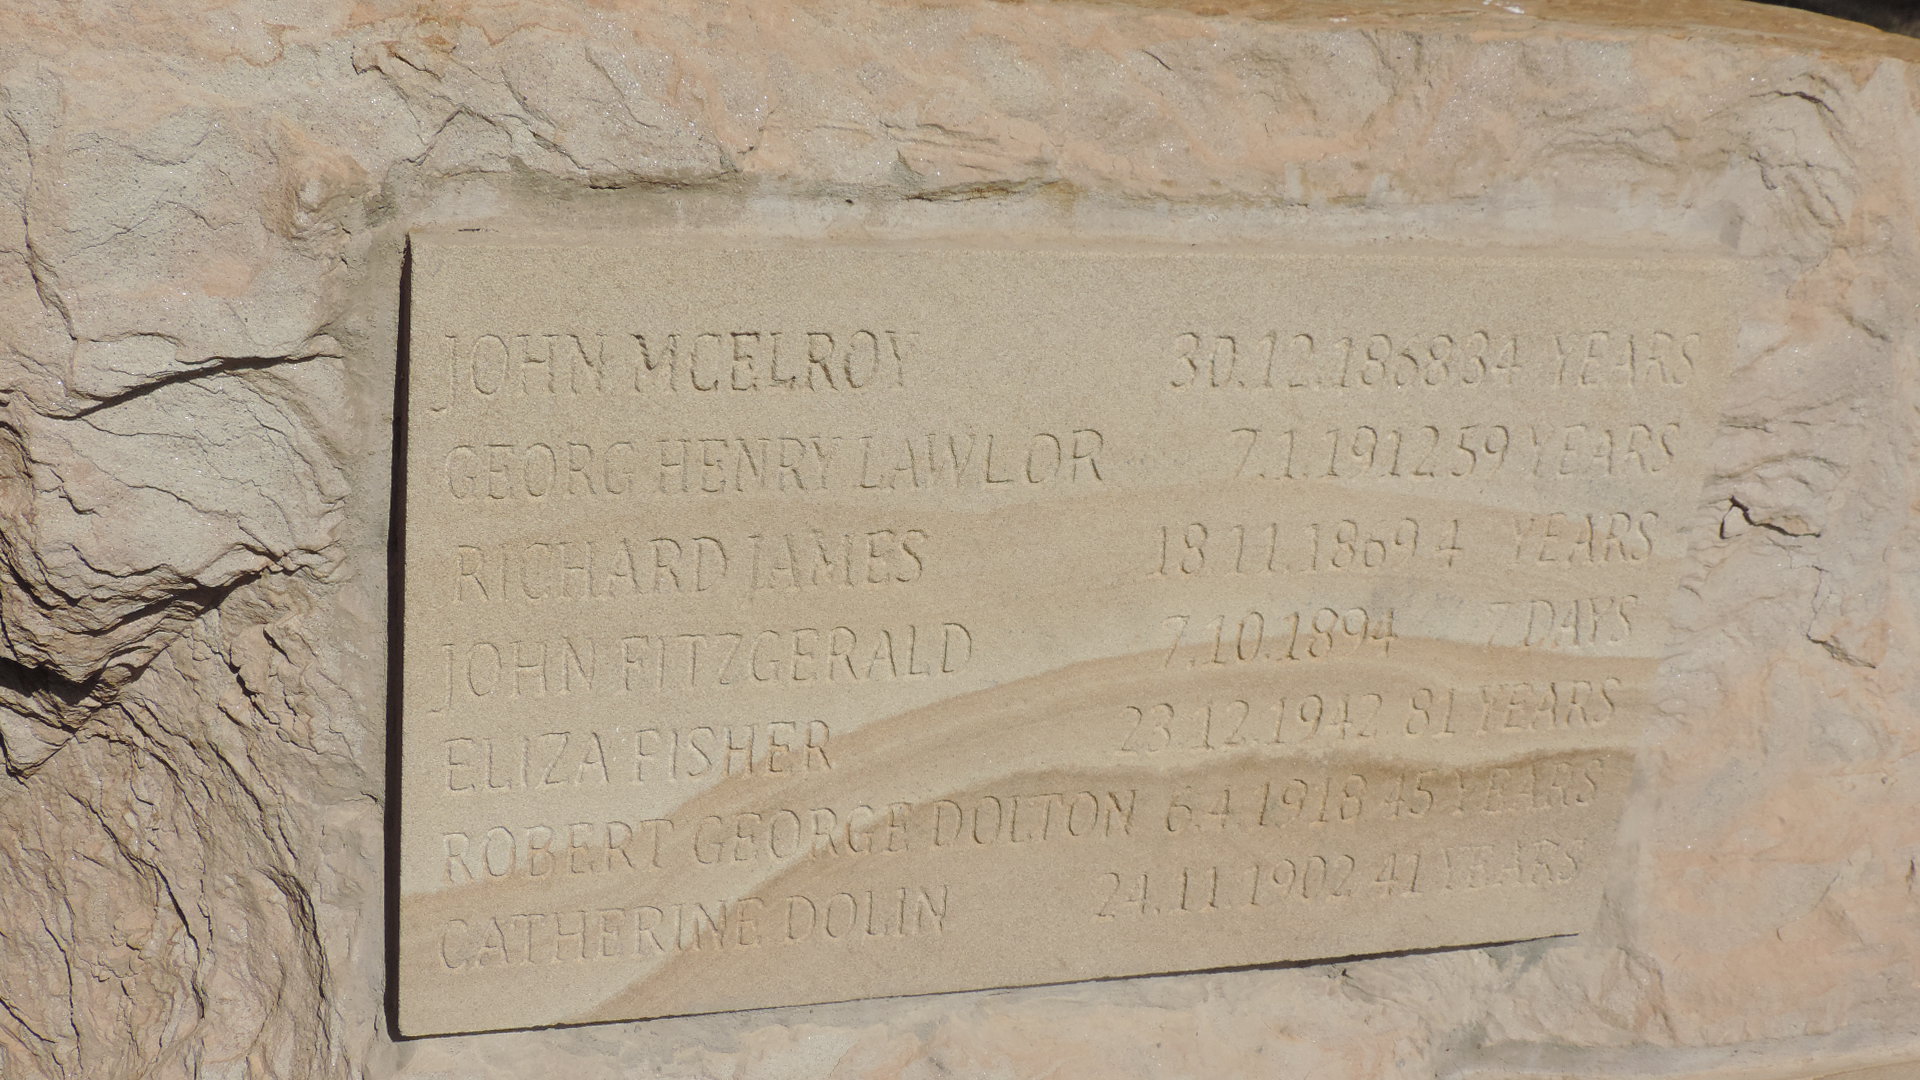 JOHN MCELROY 30.12.1868 34 YEARS
GEORG HENRY LAWLOR 7.1.1912 59 YEARS
RICHARD JAMES 18 11.1869 4 YEARS
JOHN FITZGERALD 7.10.1894 7 DAYS
ELIZA FISHER 23.12.1942 81 YEARS
ROBERT GEORGE DOLTON 6.4.1918 45 YEARS
CATHERINE DOLIN 24.11.1902 41 YEARS